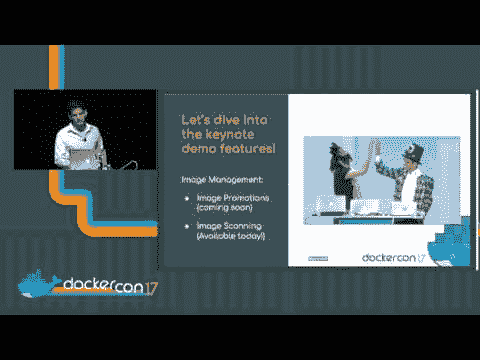 Let's dive into
the keynote
demo features!
Image Management:
Image Promotions
(coming soon)
Image Scanning
(Available today!)
dockercon 17
dockercon 17